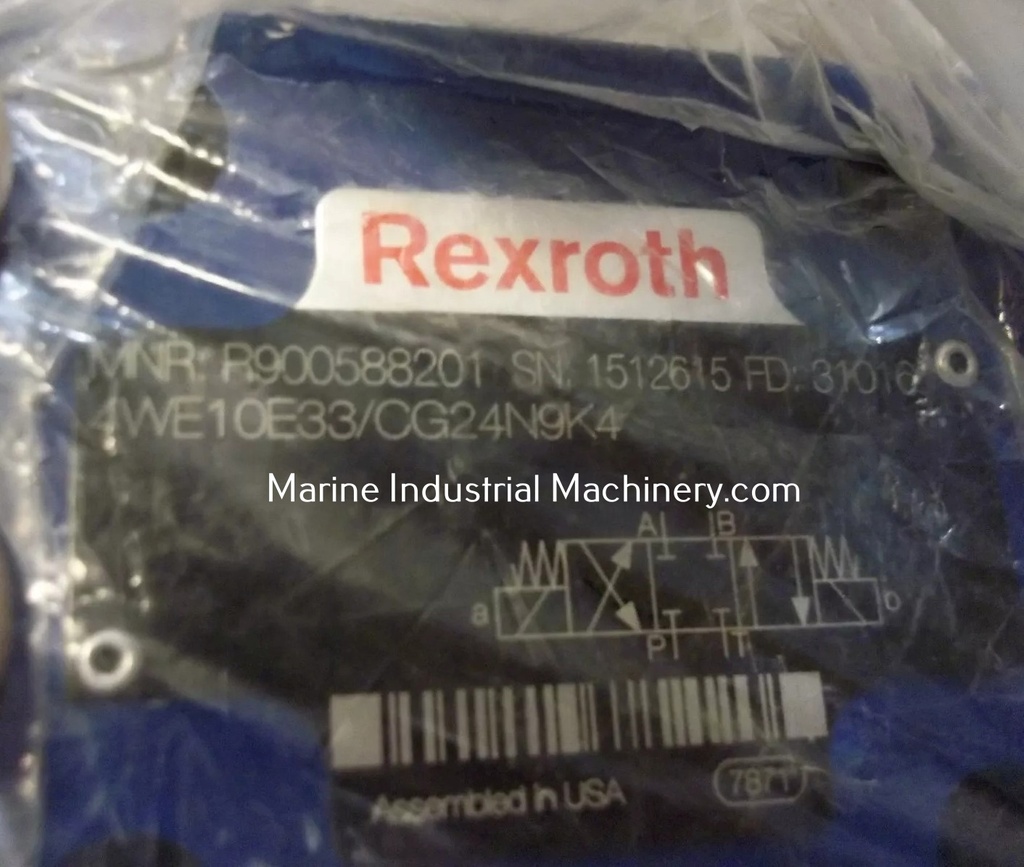 Rexroth
MNR: R900588201 SN: 1512615 FD: 31016
4WE10E33/CG24N9K4
Marine Industrial Machinery.com
A B
a b
P T
Assembled in USA 7871